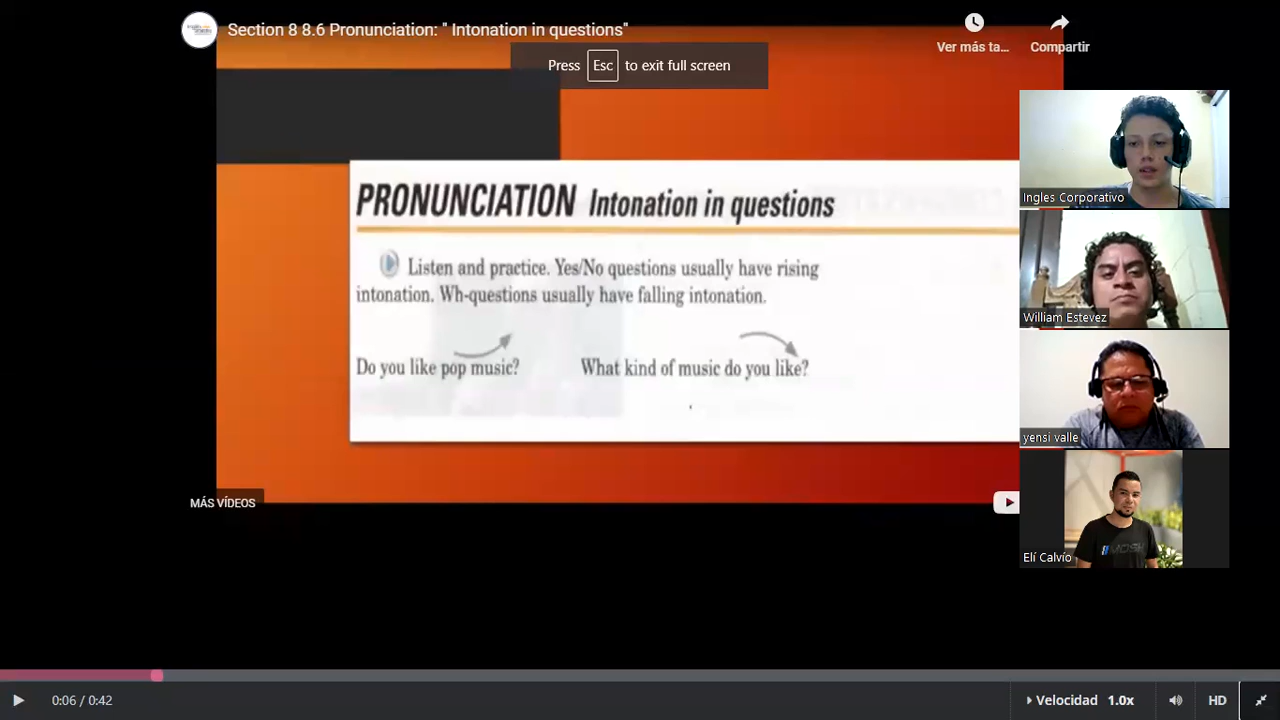 Section 8 8.6 Pronunciation: " Intonation in questions"
Ver más ta...
Compartir
Press Esc to exit full screen
PRONUNCIATION Intonation in questions
Listen and practice. Yes/No questions usually have rising
intonation. Wh-questions usually have falling intonation.
Do you like pop music? What kind of music do you like?
Ingles Corporativo
William Estevez
yensi valle
Elí Calvío
MÁS VÍDEOS
0:06 / 0:42
Velocidad 1.0x
HD